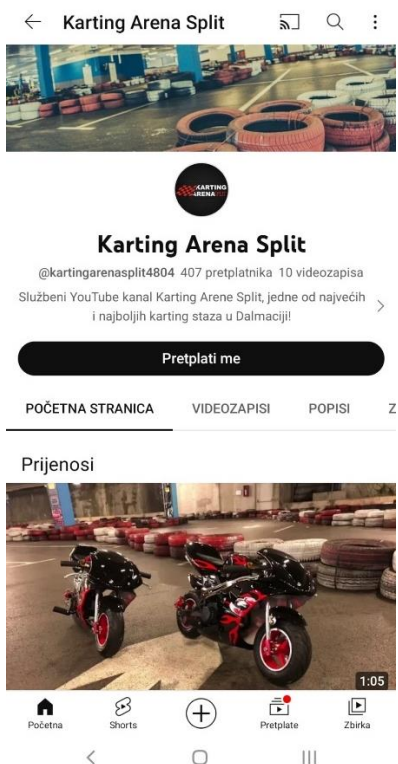 Karting Arena Split
KARTING
ARENA
Karting Arena Split
@kartingarenasplit4804 407 pretplatnika 10 videozapisa
Službeni YouTube kanal Karting Arene Split, jedne od najvećih
i najboljih karting staza u Dalmaciji!
Pretplati me
POČETNA STRANICA VIDEOZAPISI POPISI Z
Prijenosi
1:05
Početna Shorts Pretplate Zbirka